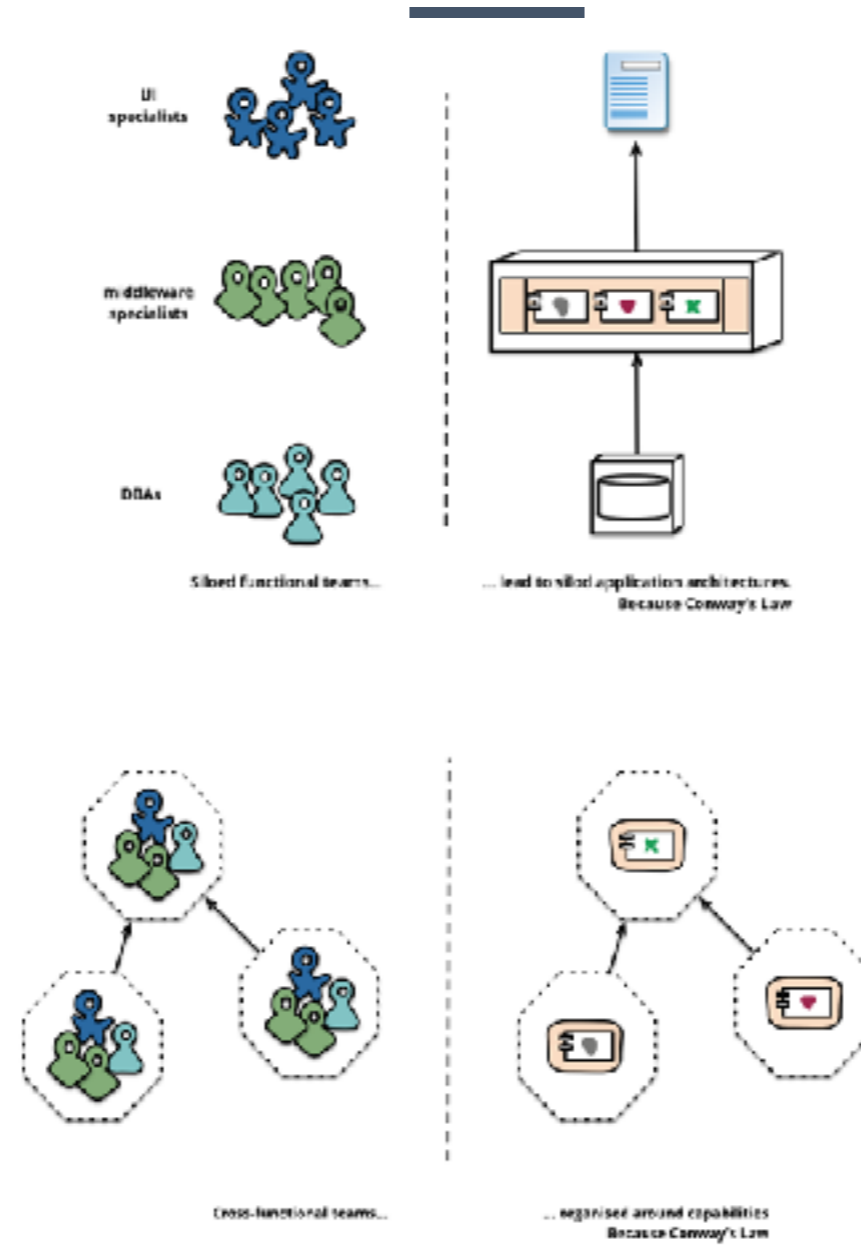 UI
specialists
middleware
specialists
DBAs
Siloed functional teams...
... lead to silod application architectures.
Because Conway's Law
Cross-functional teams...
... organised around capabilities
Because Conway's Law